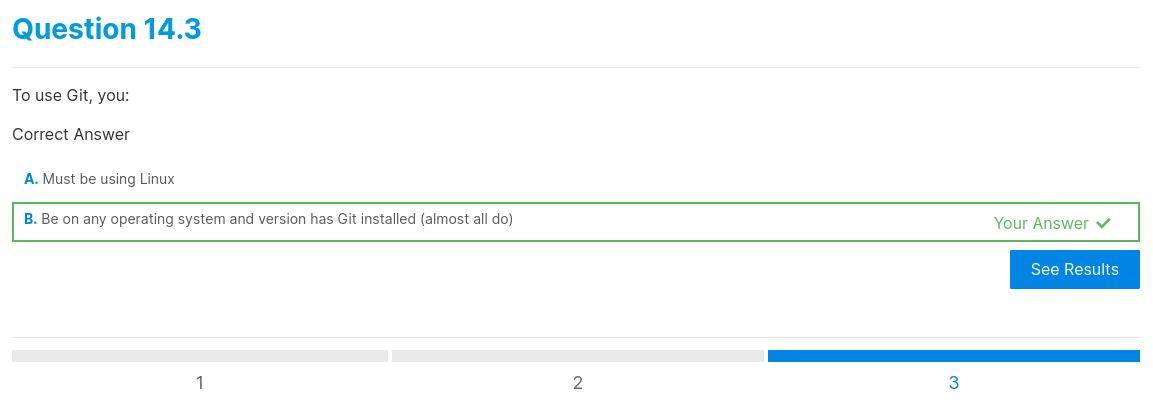 Question 14.3
To use Git, you:
Correct Answer
A. Must be using Linux
B. Be on any operating system and version has Git installed (almost all do)
Your Answer ✓
See Results
1
2
3